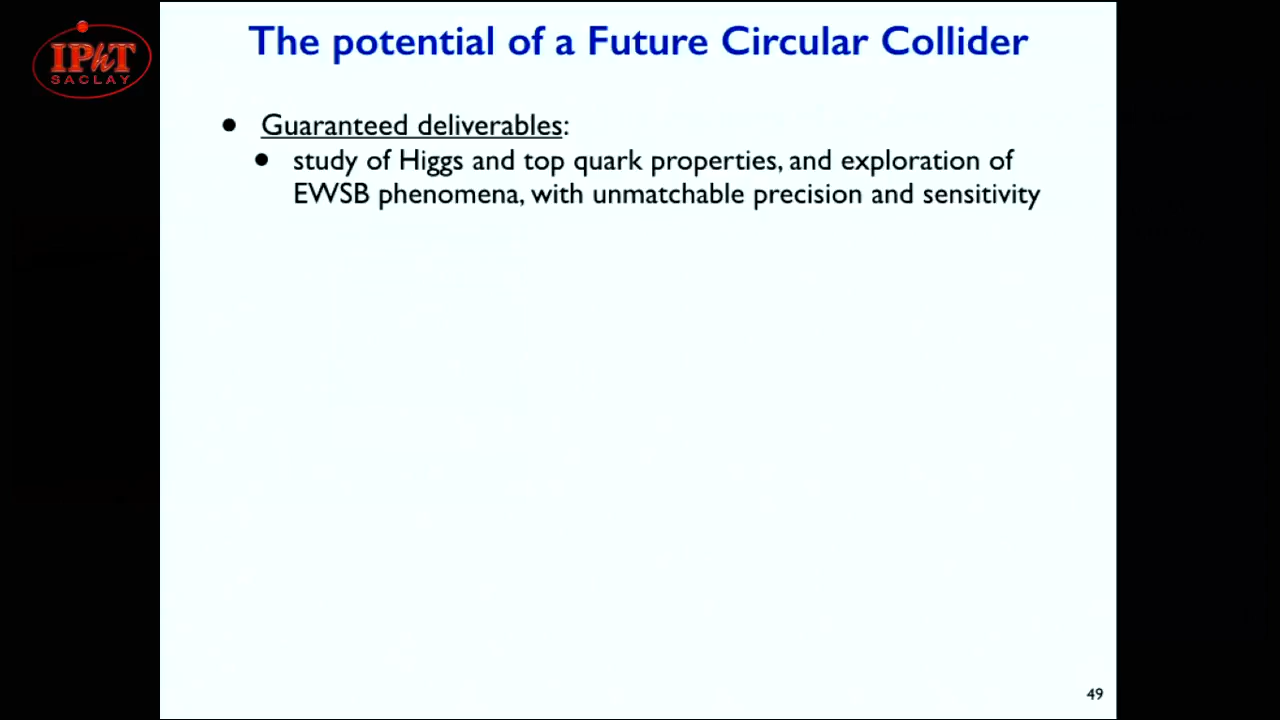 IPhT
SACLAY
The potential of a Future Circular Collider
• Guaranteed deliverables:
• study of Higgs and top quark properties, and exploration of
EWSB phenomena, with unmatchable precision and sensitivity
49